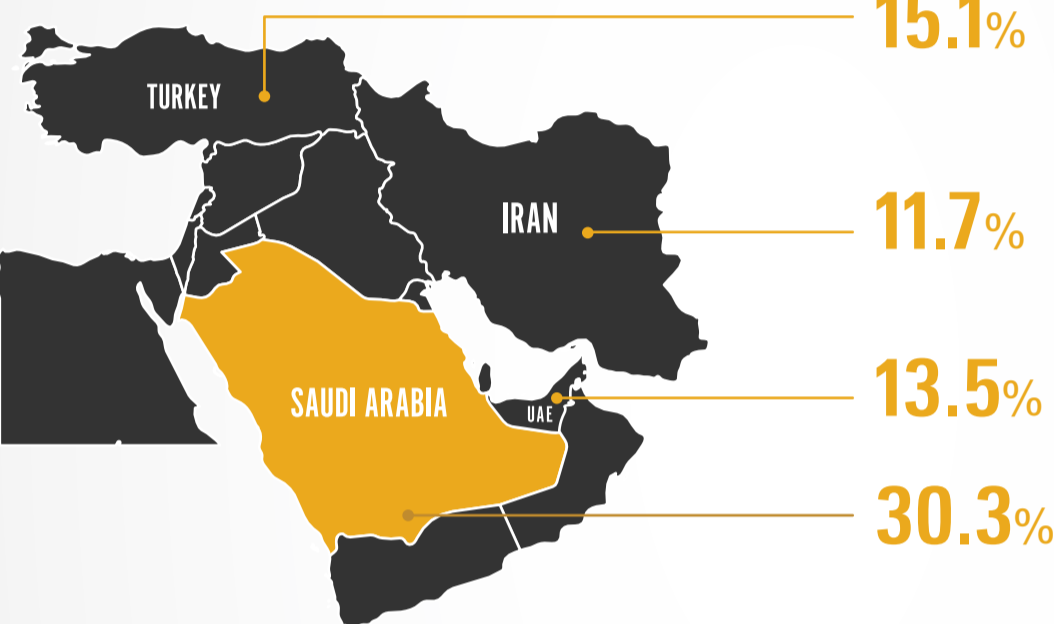 15.1%
TURKEY
IRAN
11.7%
13.5%
SAUDI ARABIA
UAE
30.3%